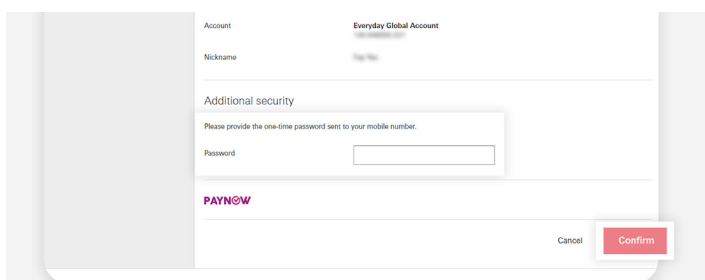 Account
Everyday Global Account
Nickname
Additional security
Please provide the one-time password sent to your mobile number.
Password
PAYNOW
Cancel
Confirm